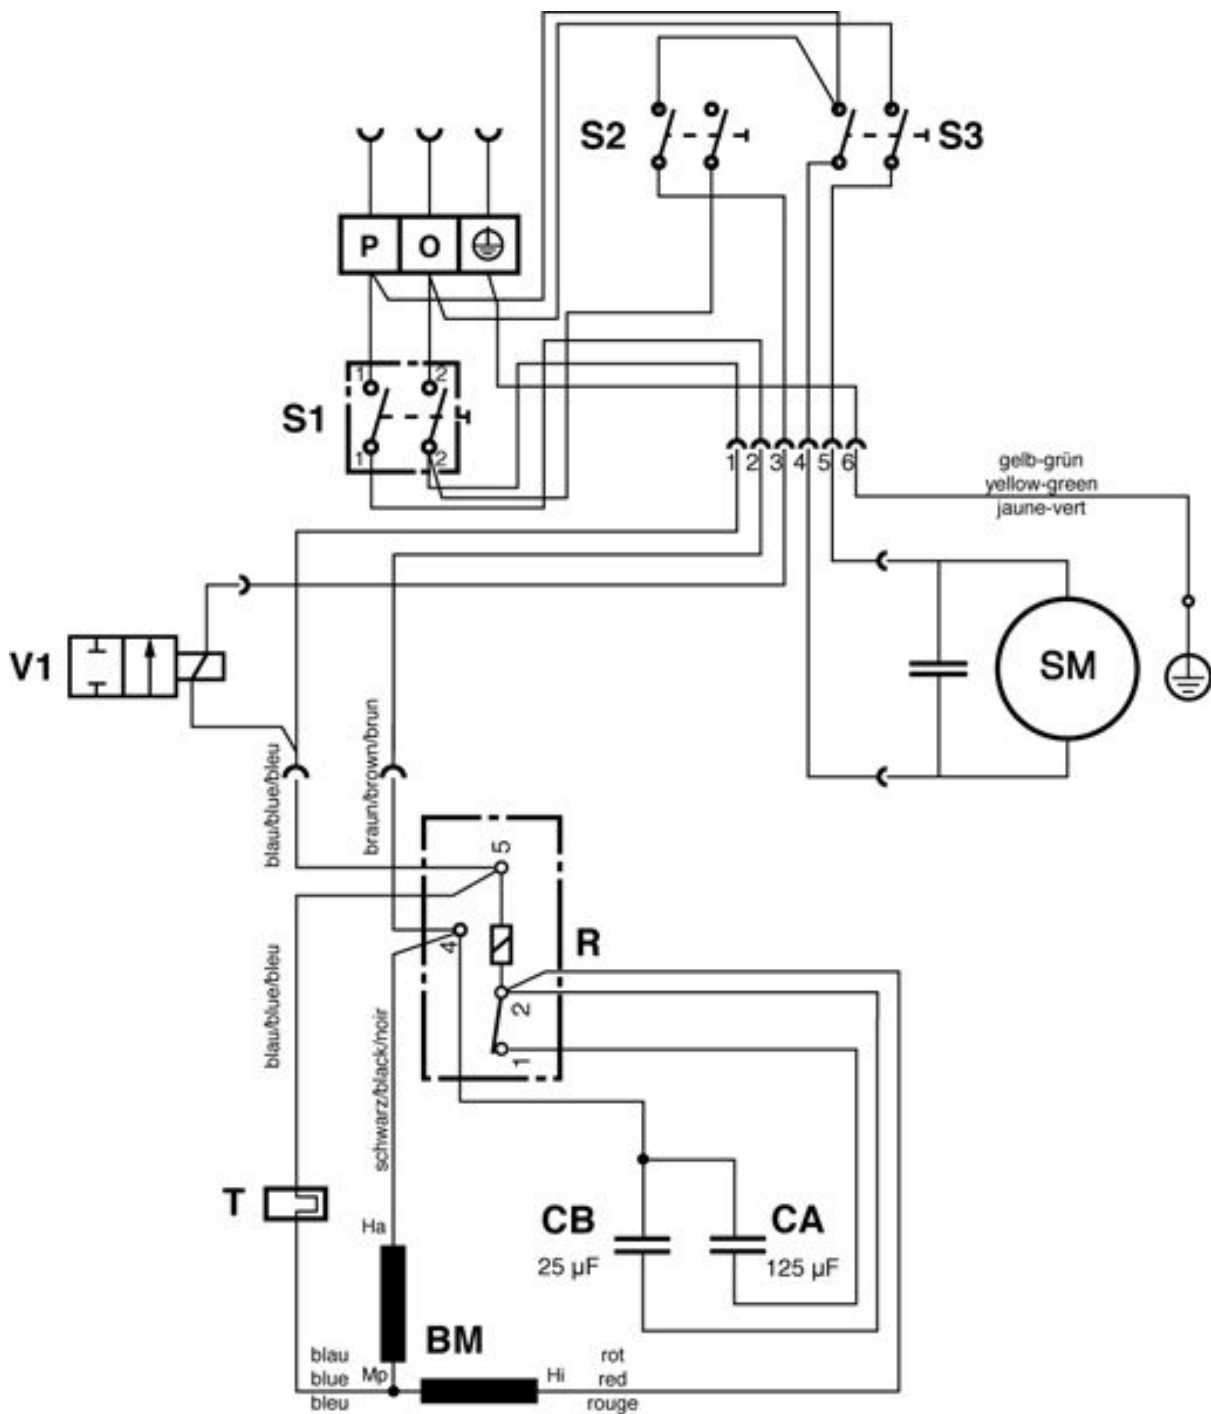 S2
S3
P O
1 2
S1
1 2
1 2 3 4 5 6
gelb-grün
yellow-green
jaune-vert
V1
SM
blau/blue/bleu
braun/brown/brun
5
4
R
2
1
blau/blue/bleu
schwarz/black/noir
T
Ha
CB
25 µF
CA
125 µF
BM
blau
blue
bleu
Mp
Hi
rot
red
rouge